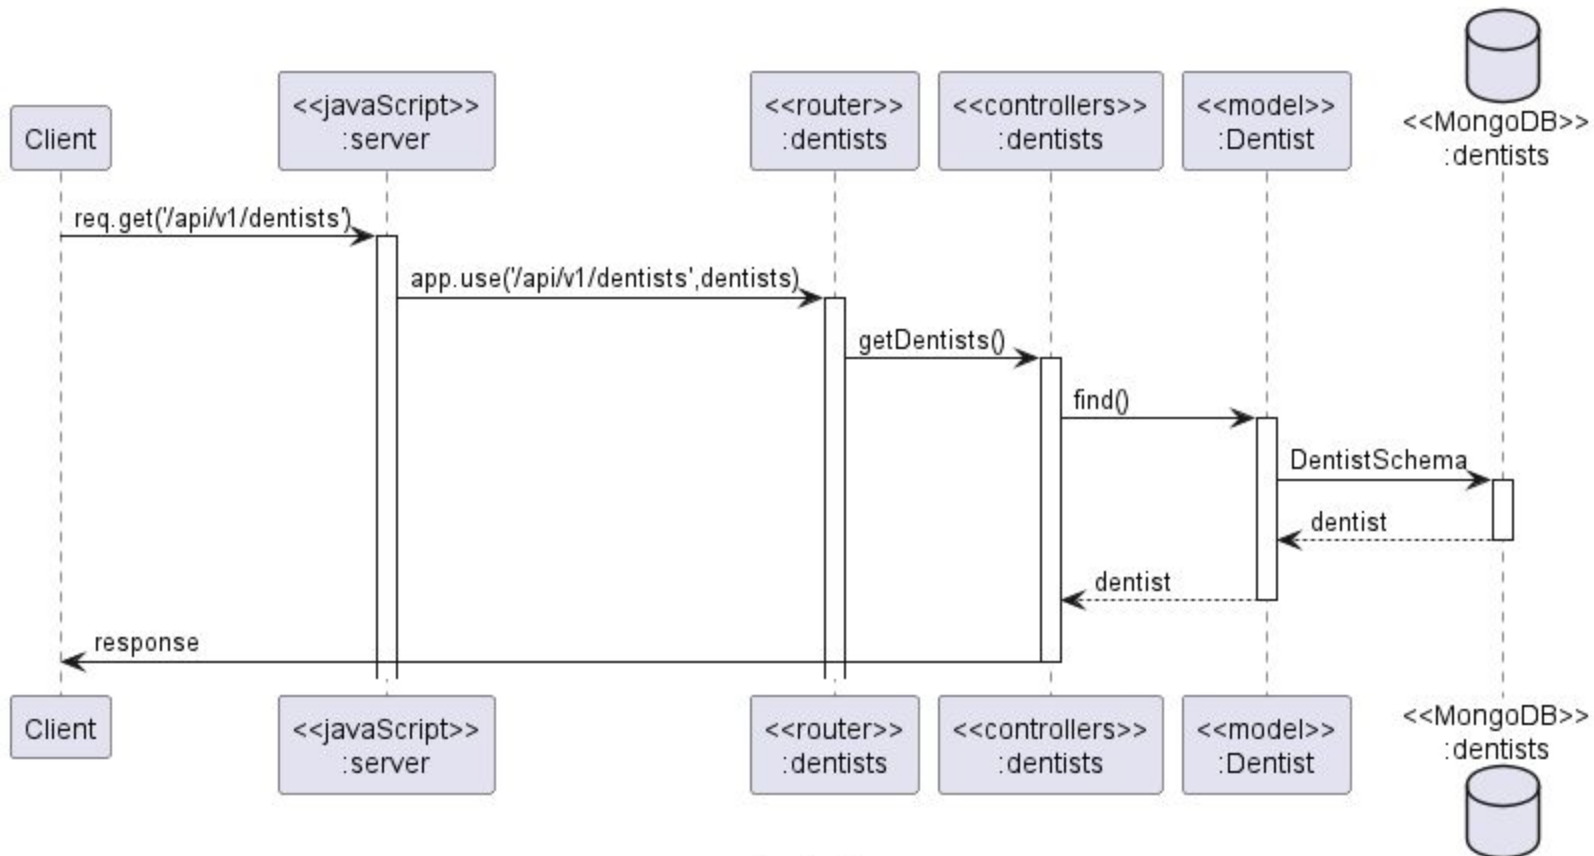 Client
<<javaScript>>
:server
<<router>>
:dentists
<<controllers>>
:dentists
<<model>>
:Dentist
<<MongoDB>>
:dentists
req.get('/api/v1/dentists')
app.use('/api/v1/dentists',dentists)
getDentists()
find()
DentistSchema
dentist
dentist
response
Client
<<javaScript>>
:server
<<router>>
:dentists
<<controllers>>
:dentists
<<model>>
:Dentist
<<MongoDB>>
:dentists